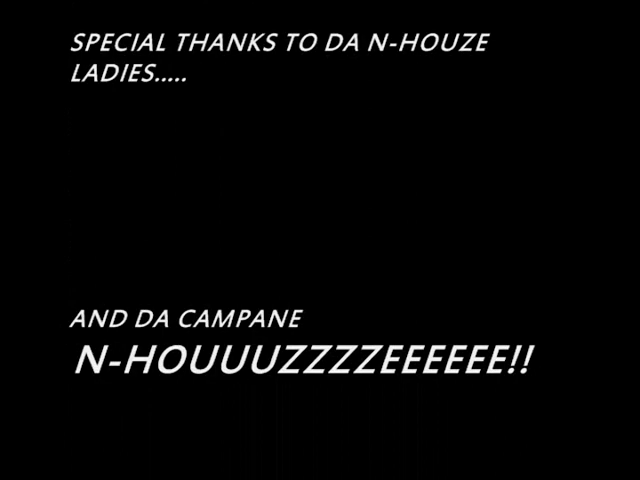 SPECIAL THANKS TO DA N-HOUZE
LADIES.....
AND DA CAMPANE
N-HOUUUZZZZEEEEEE!!